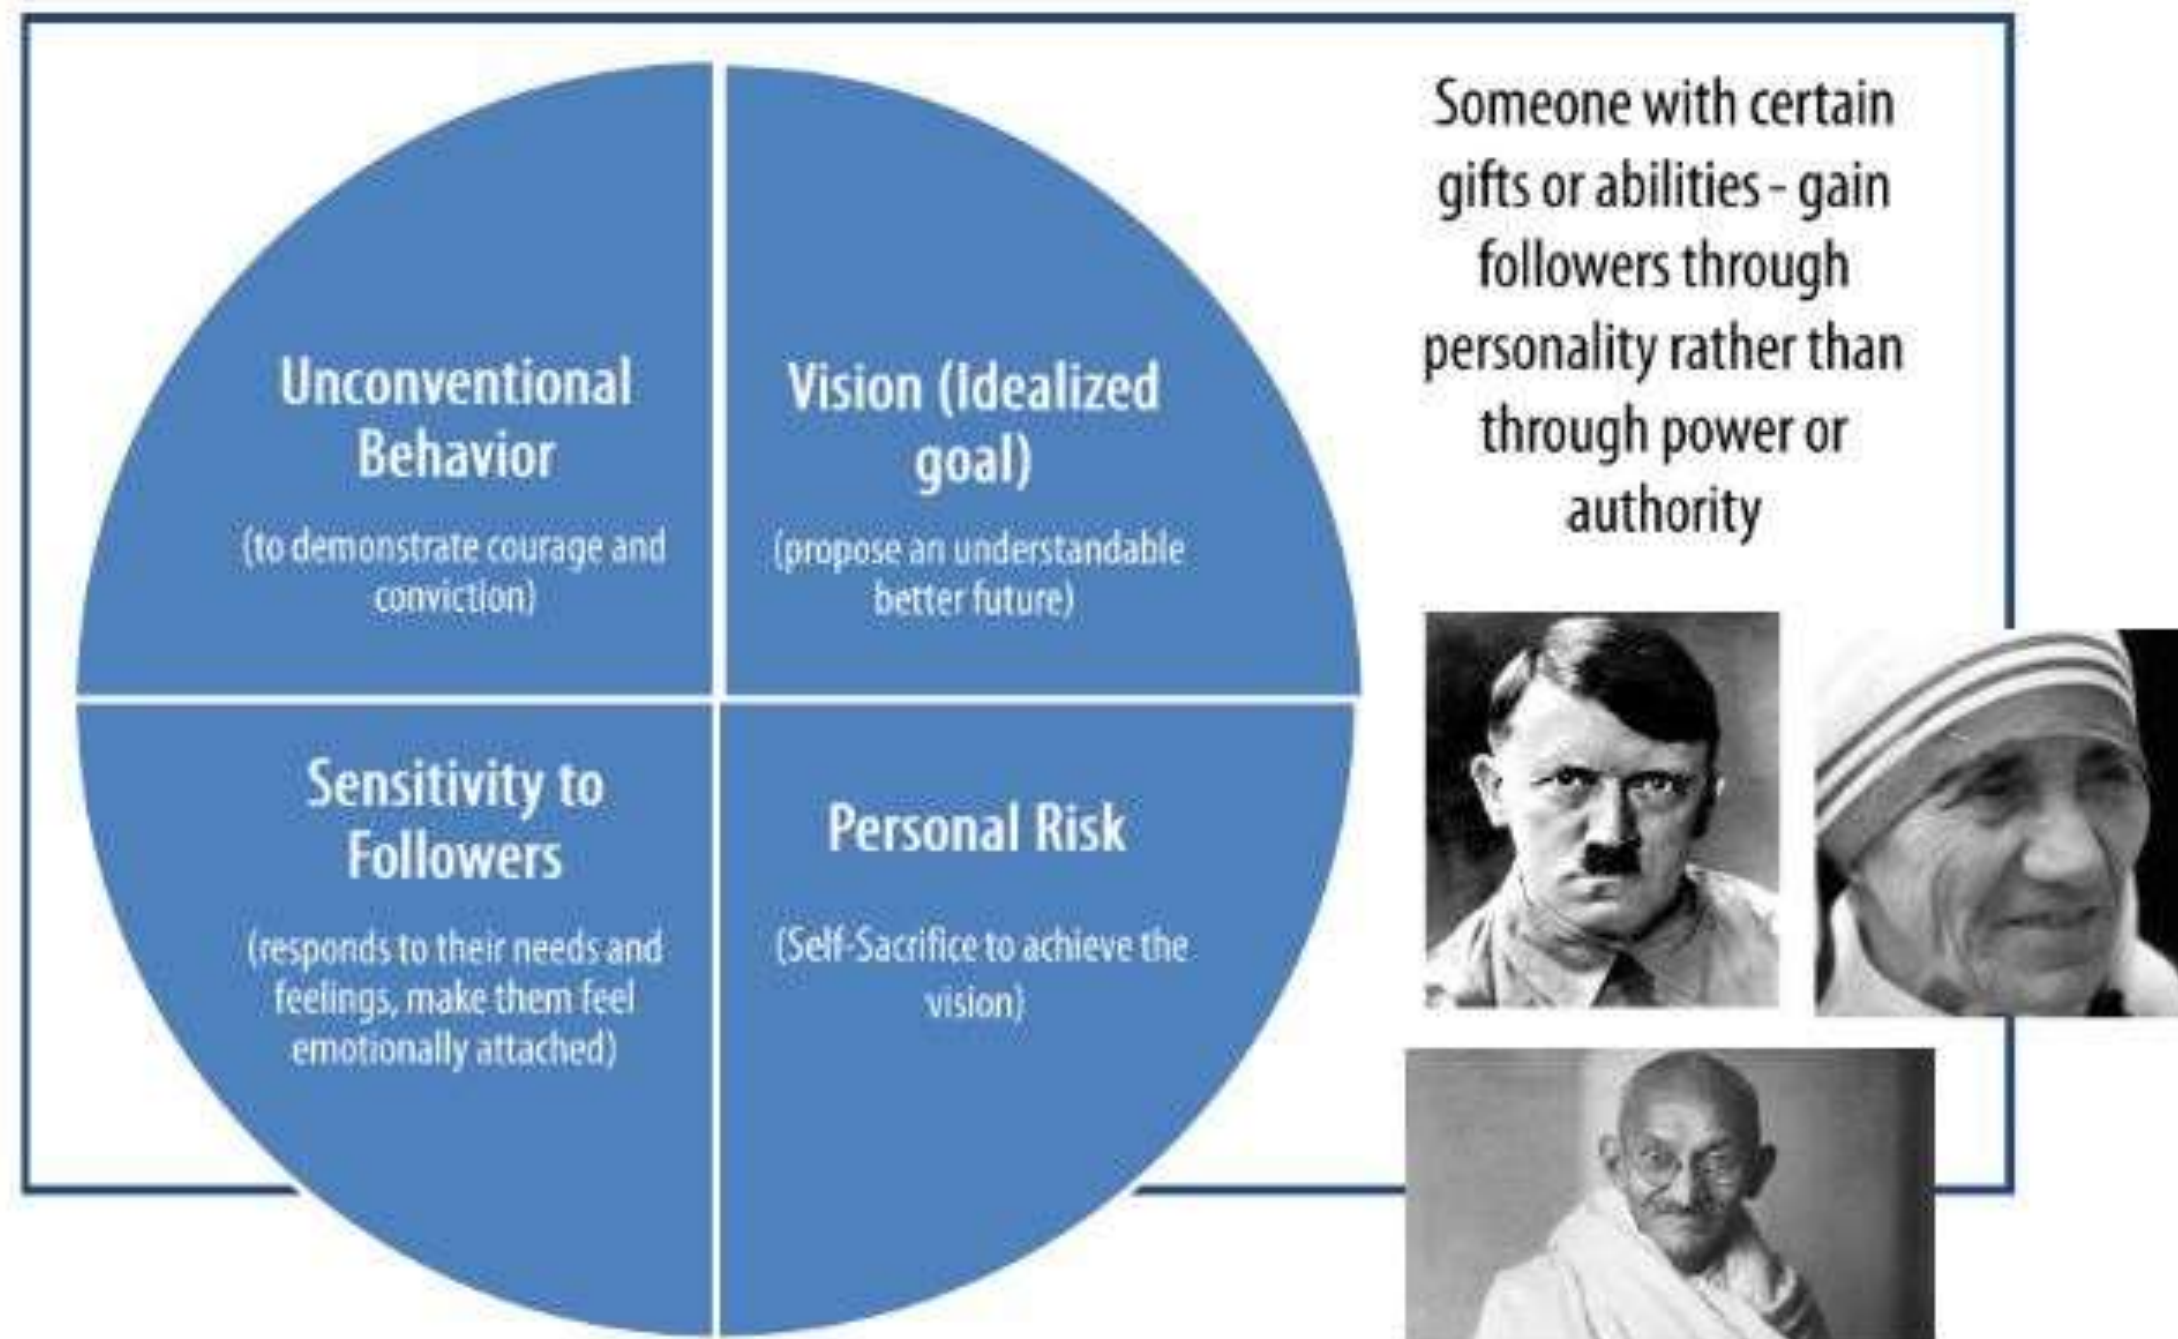 Unconventional
Behavior
(to demonstrate courage and
conviction)
Vision (Idealized
goal)
(propose an understandable
better future)
Sensitivity to
Followers
(responds to their needs and
feelings, make them feel
emotionally attached)
Personal Risk
(Self-Sacrifice to achieve the
vision)
Someone with certain
gifts or abilities - gain
followers through
personality rather than
through power or
authority